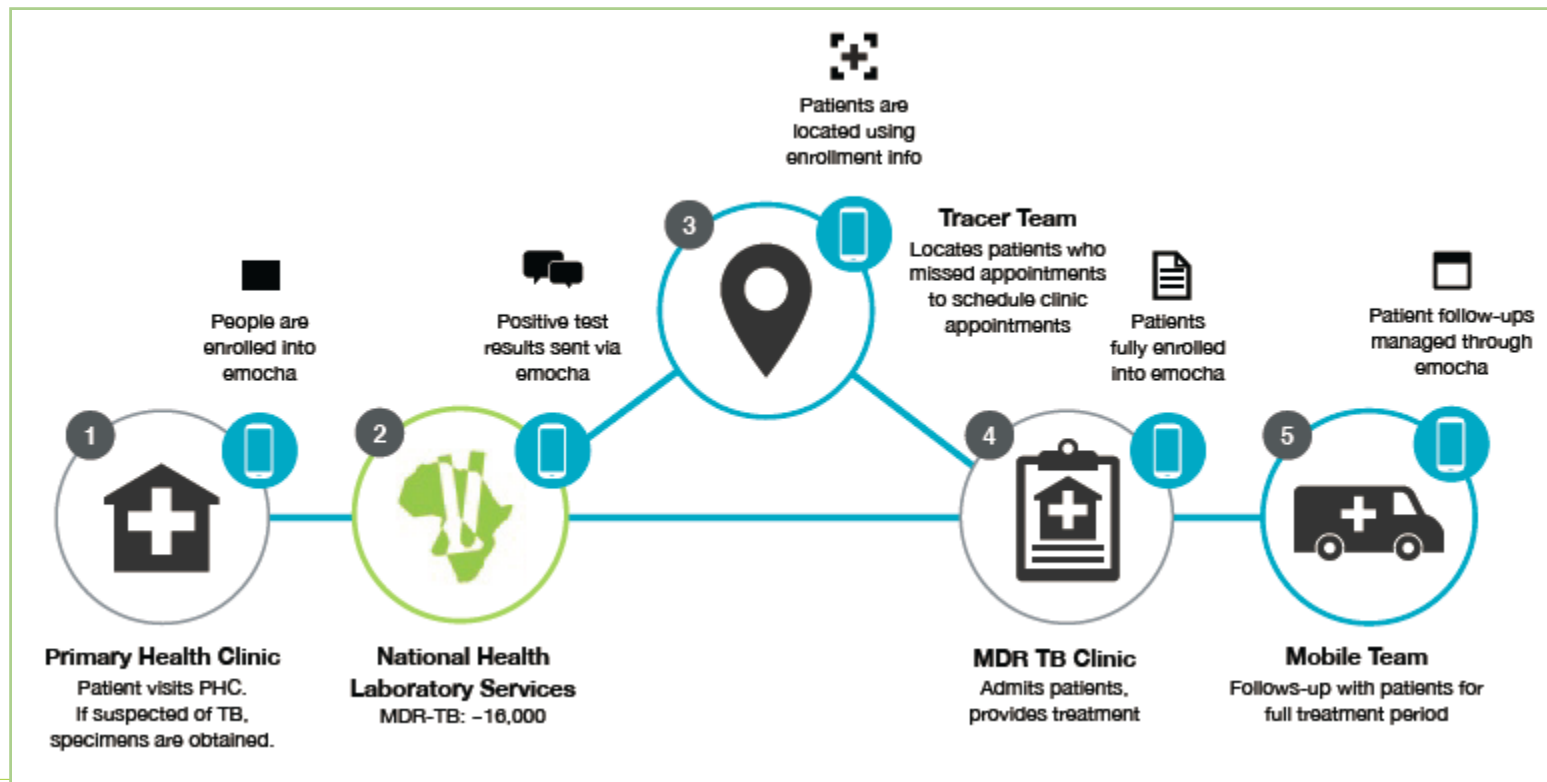 Patients are
located using
enrollment info
3
Tracer Team
Locates patients who
missed appointments
to schedule clinic
appointments
People are
enrolled into
emocha
Positive test
results sent via
emocha
Patients
fully enrolled
into emocha
Patient follow-ups
managed through
emocha
1
2
4
5
Primary Health Clinic
Patient visits PHC.
If suspected of TB,
specimens are obtained.
National Health
Laboratory Services
MDR-TB: ~16,000
MDR TB Clinic
Admits patients,
provides treatment
Mobile Team
Follows-up with patients for
full treatment period